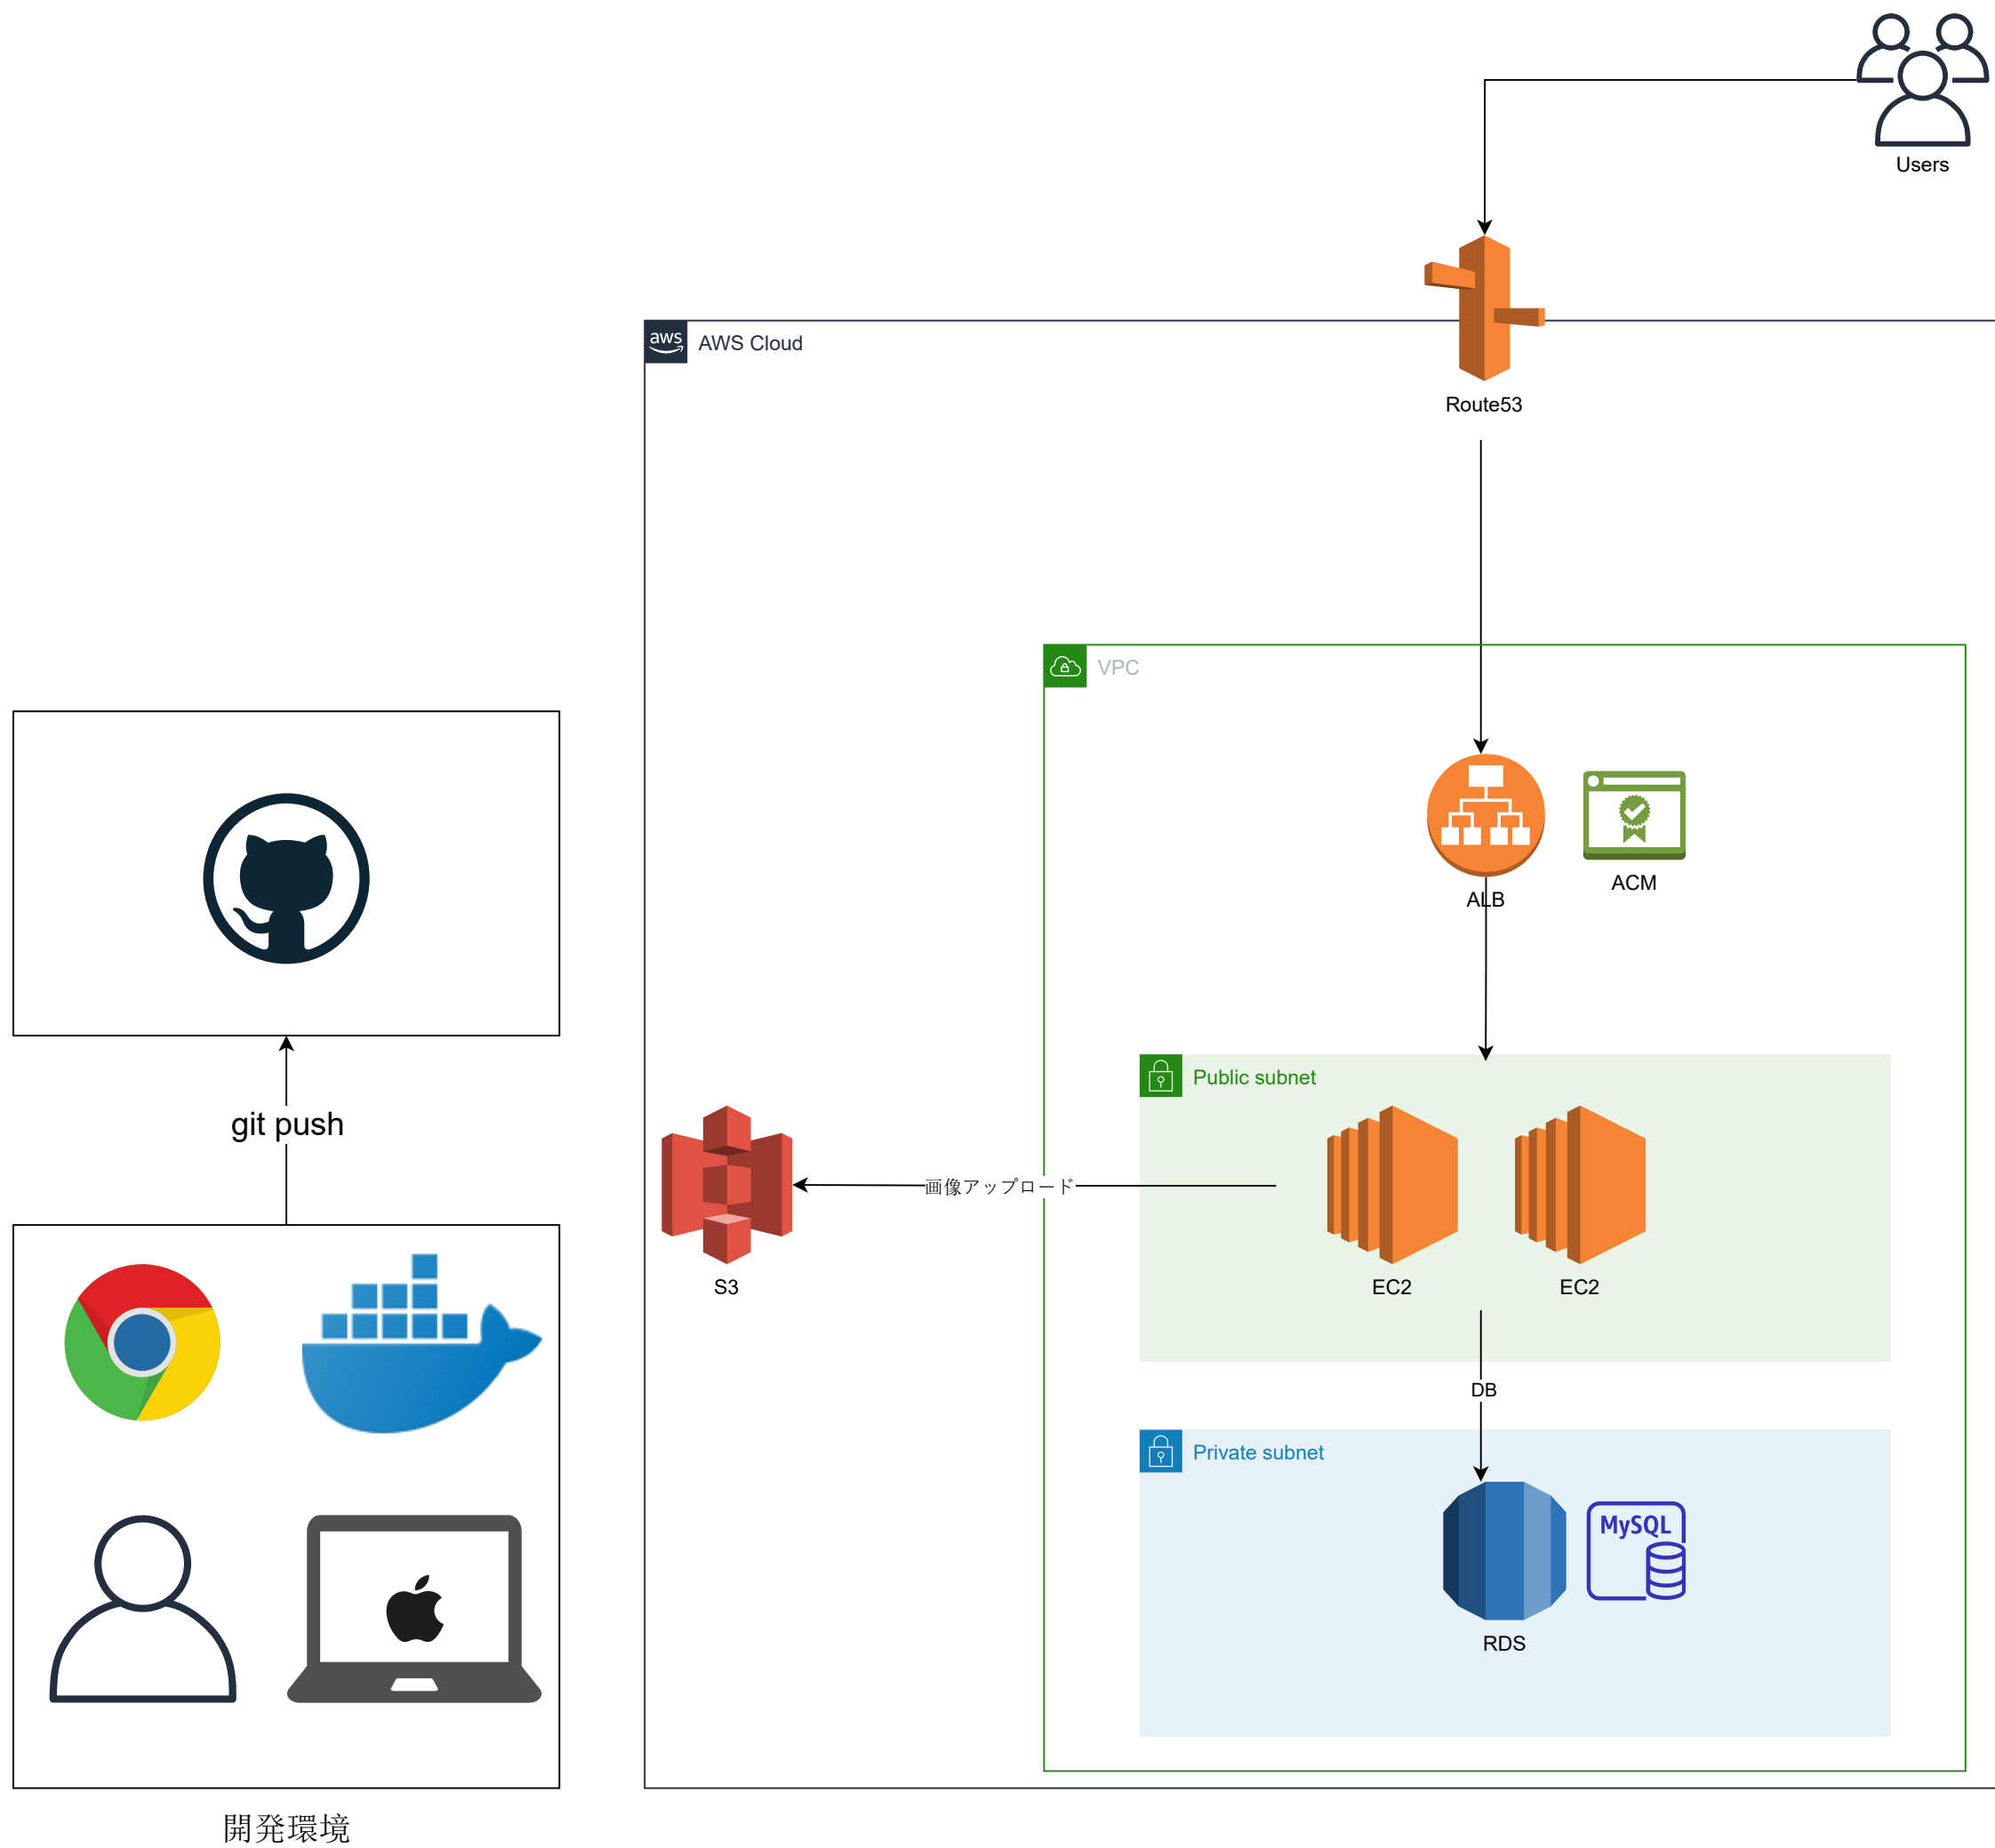 Users
aws
AWS Cloud
Route53
VPC
ALB
ACM
git push
Public subnet
画像アップロード
S3
EC2
EC2
DB
Private subnet
MySQL
RDS
開発環境